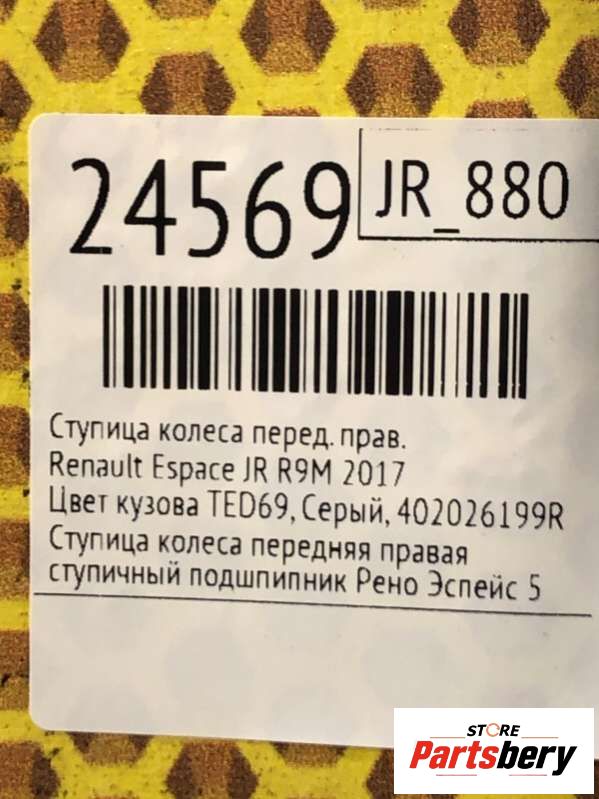 24569
JR_880
Ступица колеса перед. прав.
Renault Espace JR R9M 2017
Цвет кузова TED69, Серый, 402026199R
Ступица колеса передняя правая
ступичный подшпипник Рено Эспейс 5
STORE
Partsbery